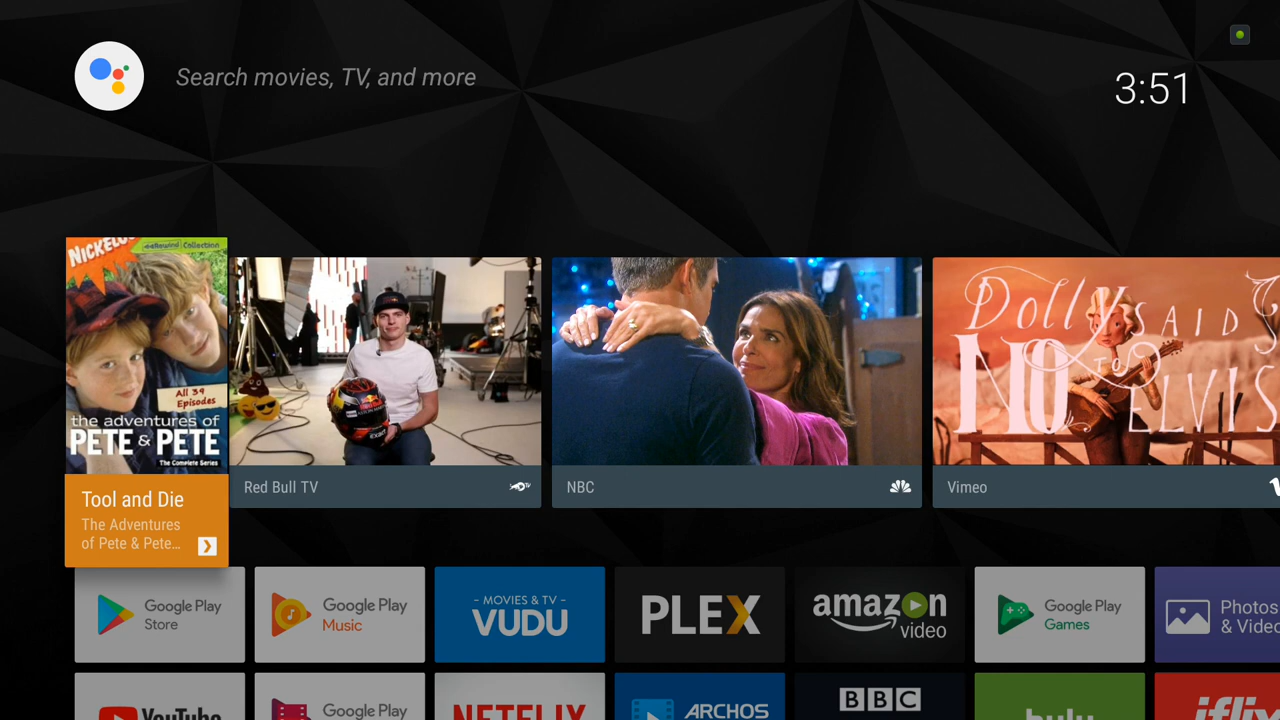 Search movies, TV, and more
3:51
NICKELO
Rewind Collection
All 39
Episodes
the adventures of
PETE & PETE
The Complete Series
Tool and Die
The Adventures
of Pete & Pete...
Red Bull TV
NBC
Dolly SAID
NO TO ELVIS
Vimeo
Google Play
Store
Google Play
Music
- MOVIES & TV -
VUDU
PLEX
amazon
video
Google Play
Games
Photos
& Video
YouTube
Google Play
NETFLIX
ARCHOS
BBC
hulu
iflix